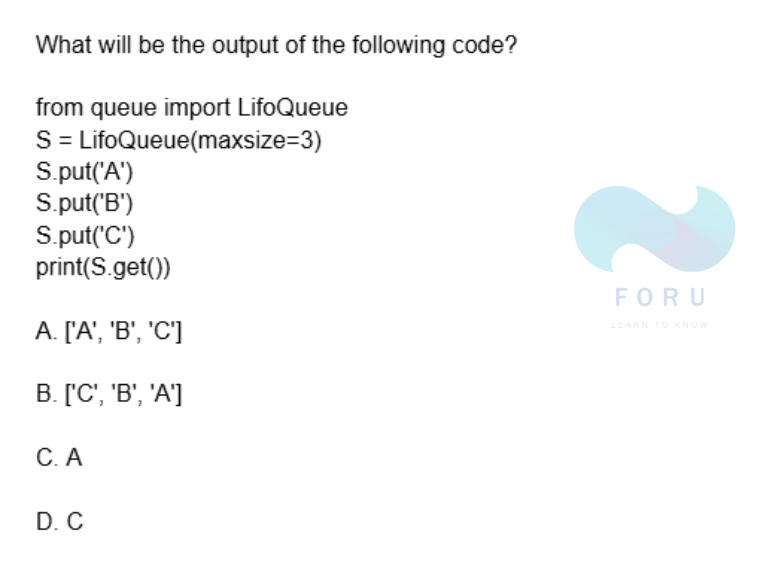 What will be the output of the following code?
from queue import LifoQueue
S = LifoQueue(maxsize=3)
S.put('A')
S.put('B')
S.put('C')
print(S.get())
A. ['A', 'B', 'C']
B. ['C', 'B', 'A']
C. A
D. C
FORU
LEARN TO KNOW